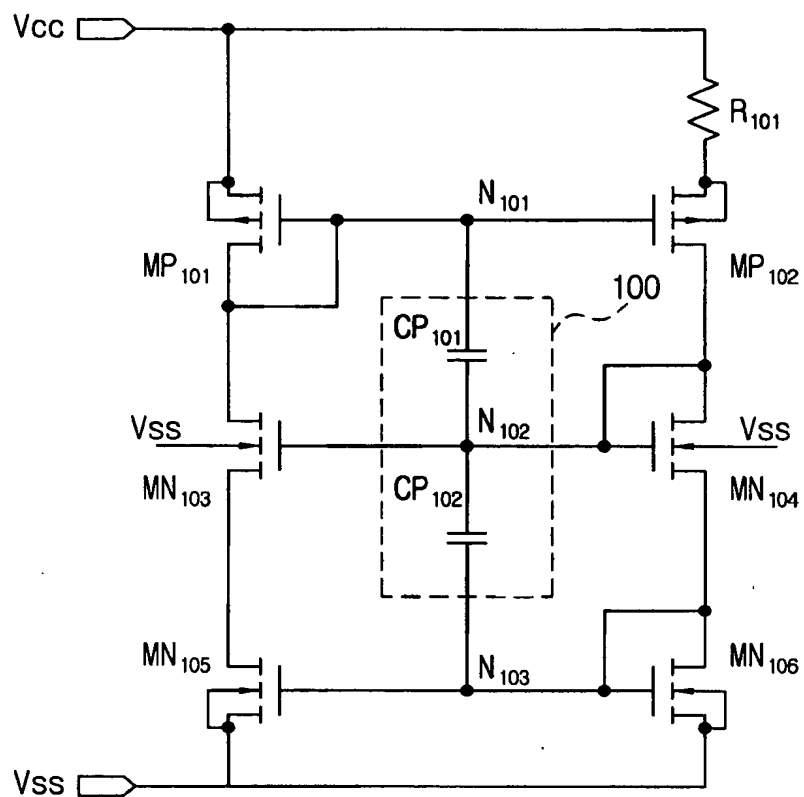 Vcc
R101
N101
MP101
MP102
100
CP101
Vss
N102
Vss
MN103
CP102
MN104
MN105
N103
MN106
Vss